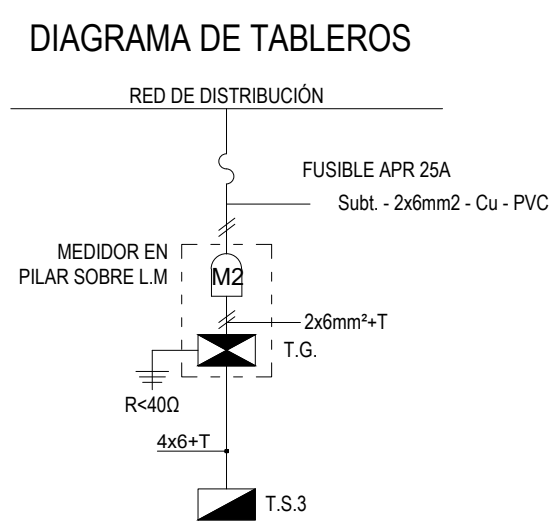 DIAGRAMA DE TABLEROS
RED DE DISTRIBUCIÓN
FUSIBLE APR 25A
Subt. - 2x6mm2 - Cu - PVC
MEDIDOR EN
PILAR SOBRE L.M
M2
2x6mm²+T
T.G.
R<40Ω
4x6+T
T.S.3